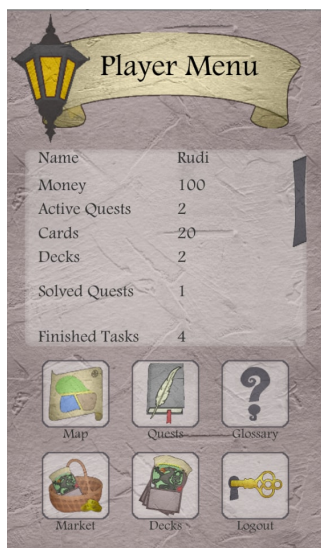 Player Menu
Name Rudi
Money 100
Active Quests 2
Cards 20
Decks 2
Solved Quests 1
Finished Tasks 4
Map Quests Glossary
Market Decks Logout